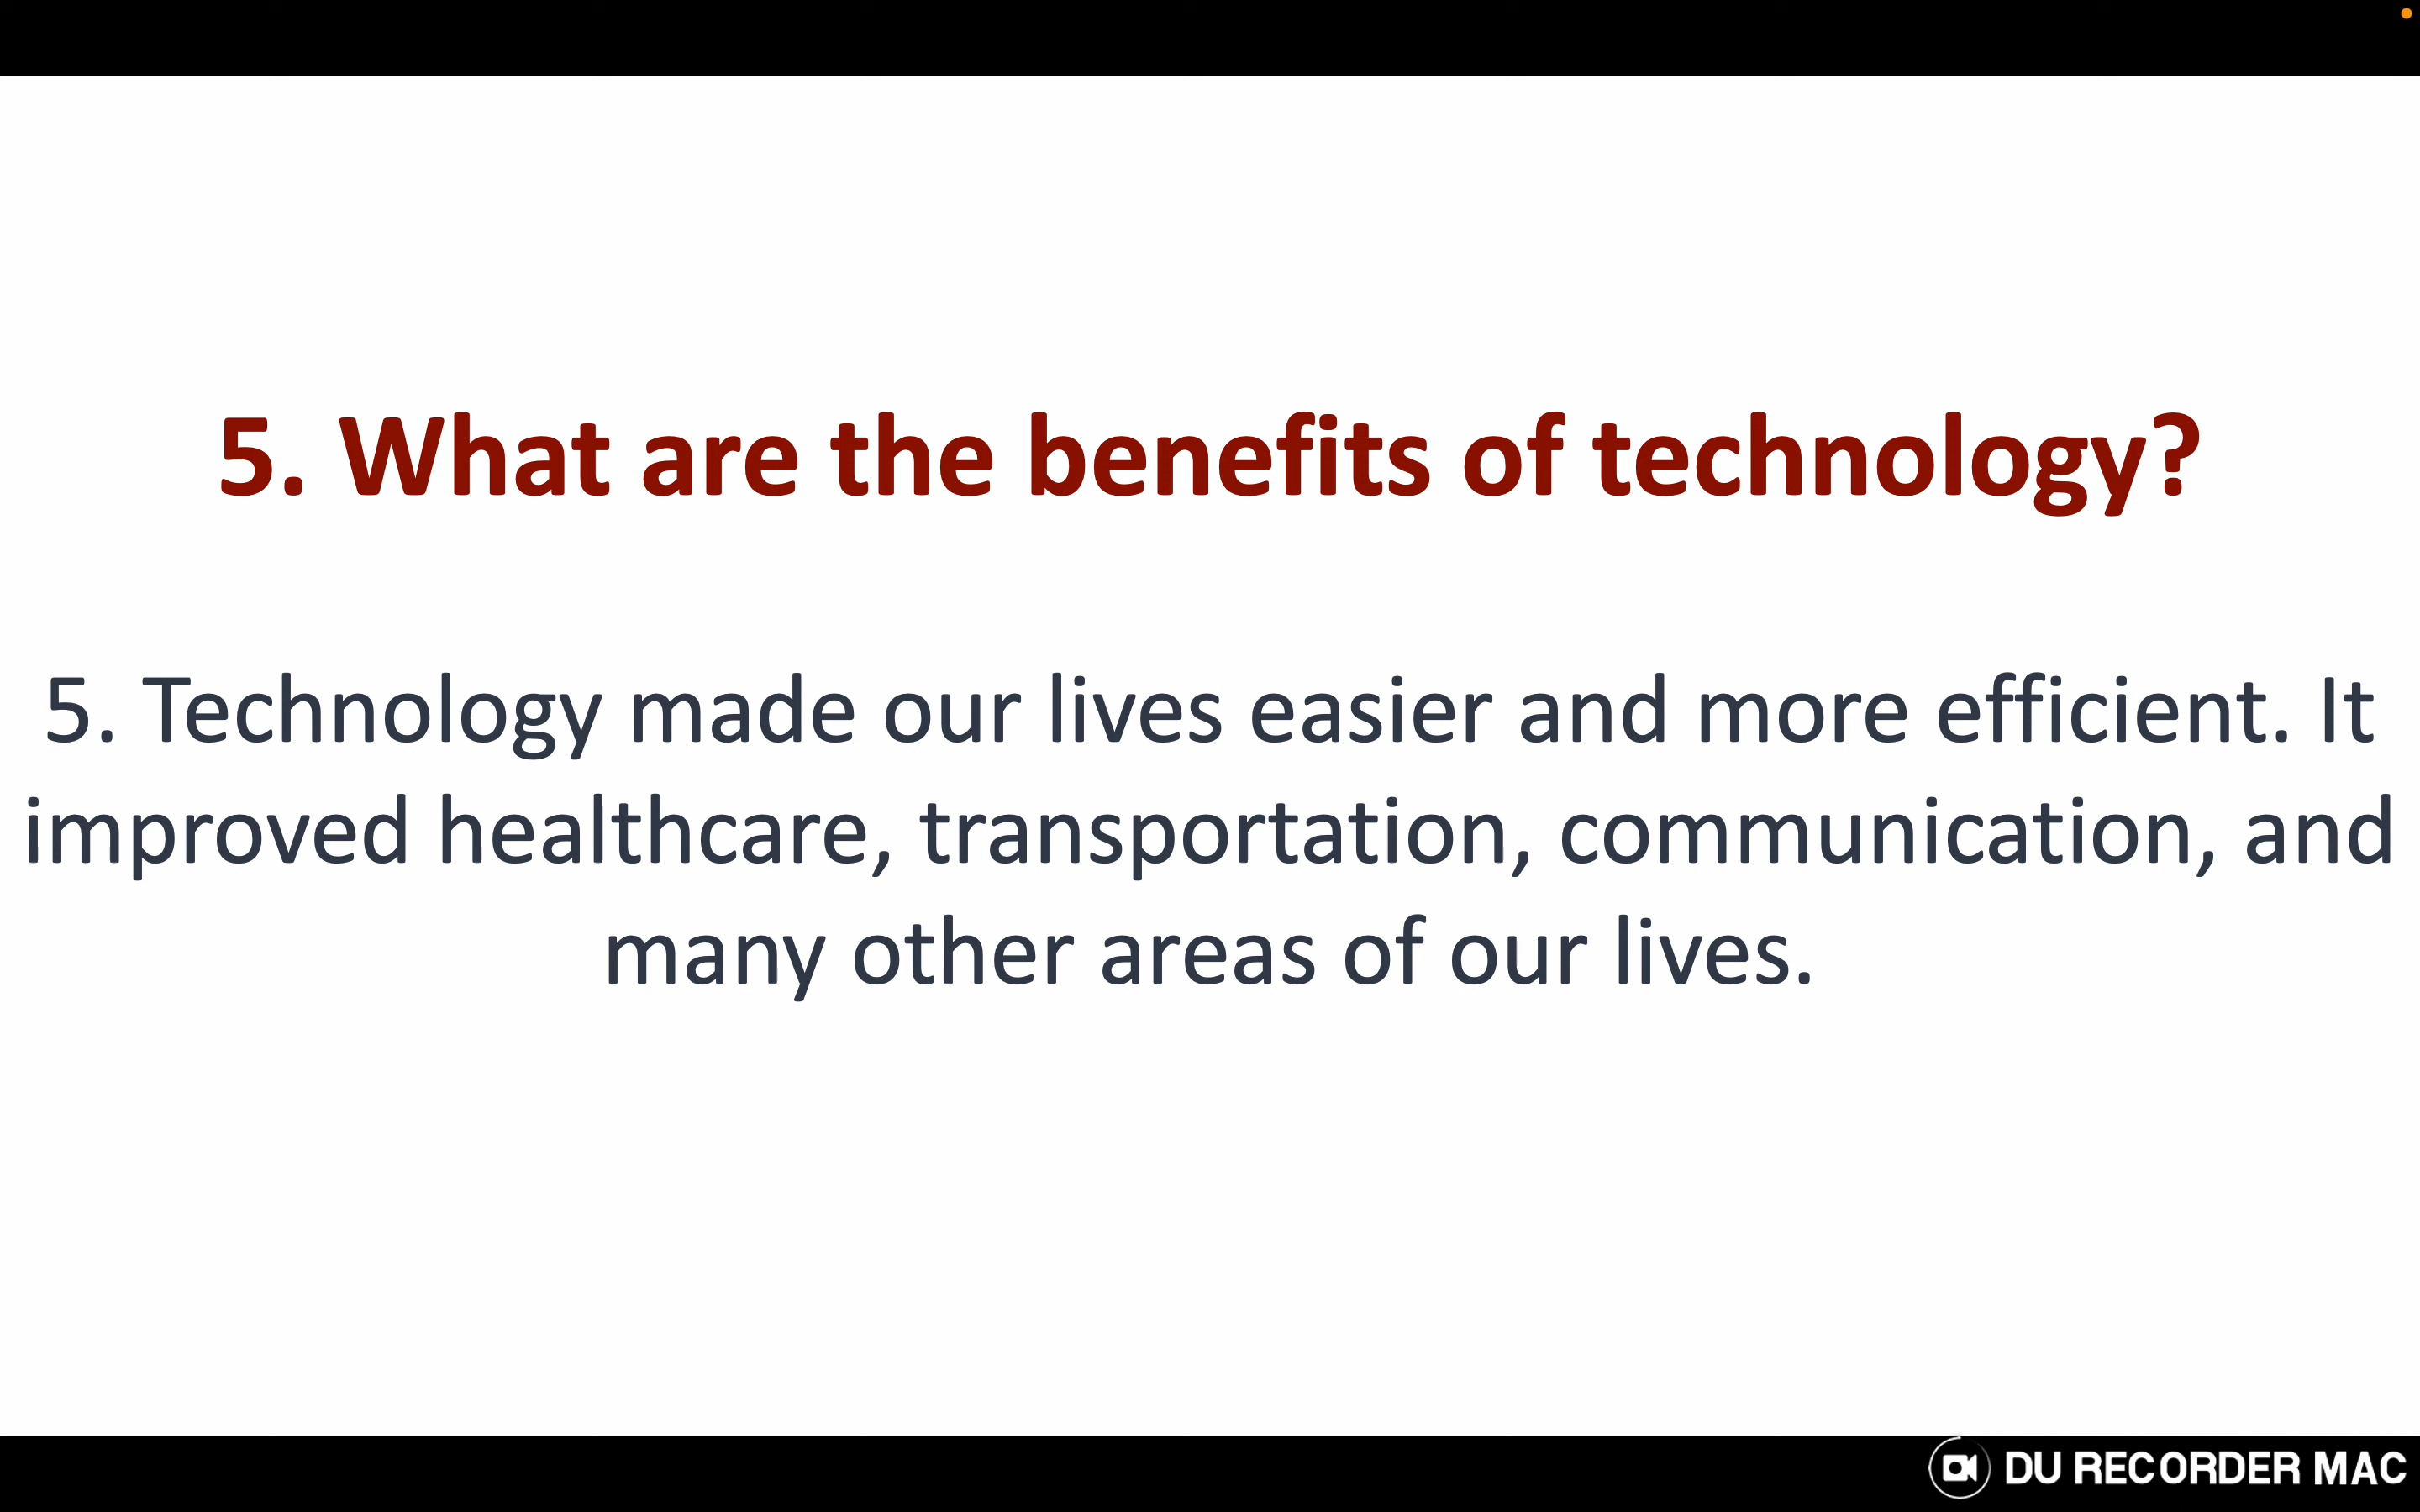 5. What are the benefits of technology?
5. Technology made our lives easier and more efficient. It
improved healthcare, transportation, communication, and
many other areas of our lives.
DU RECORDER MAC